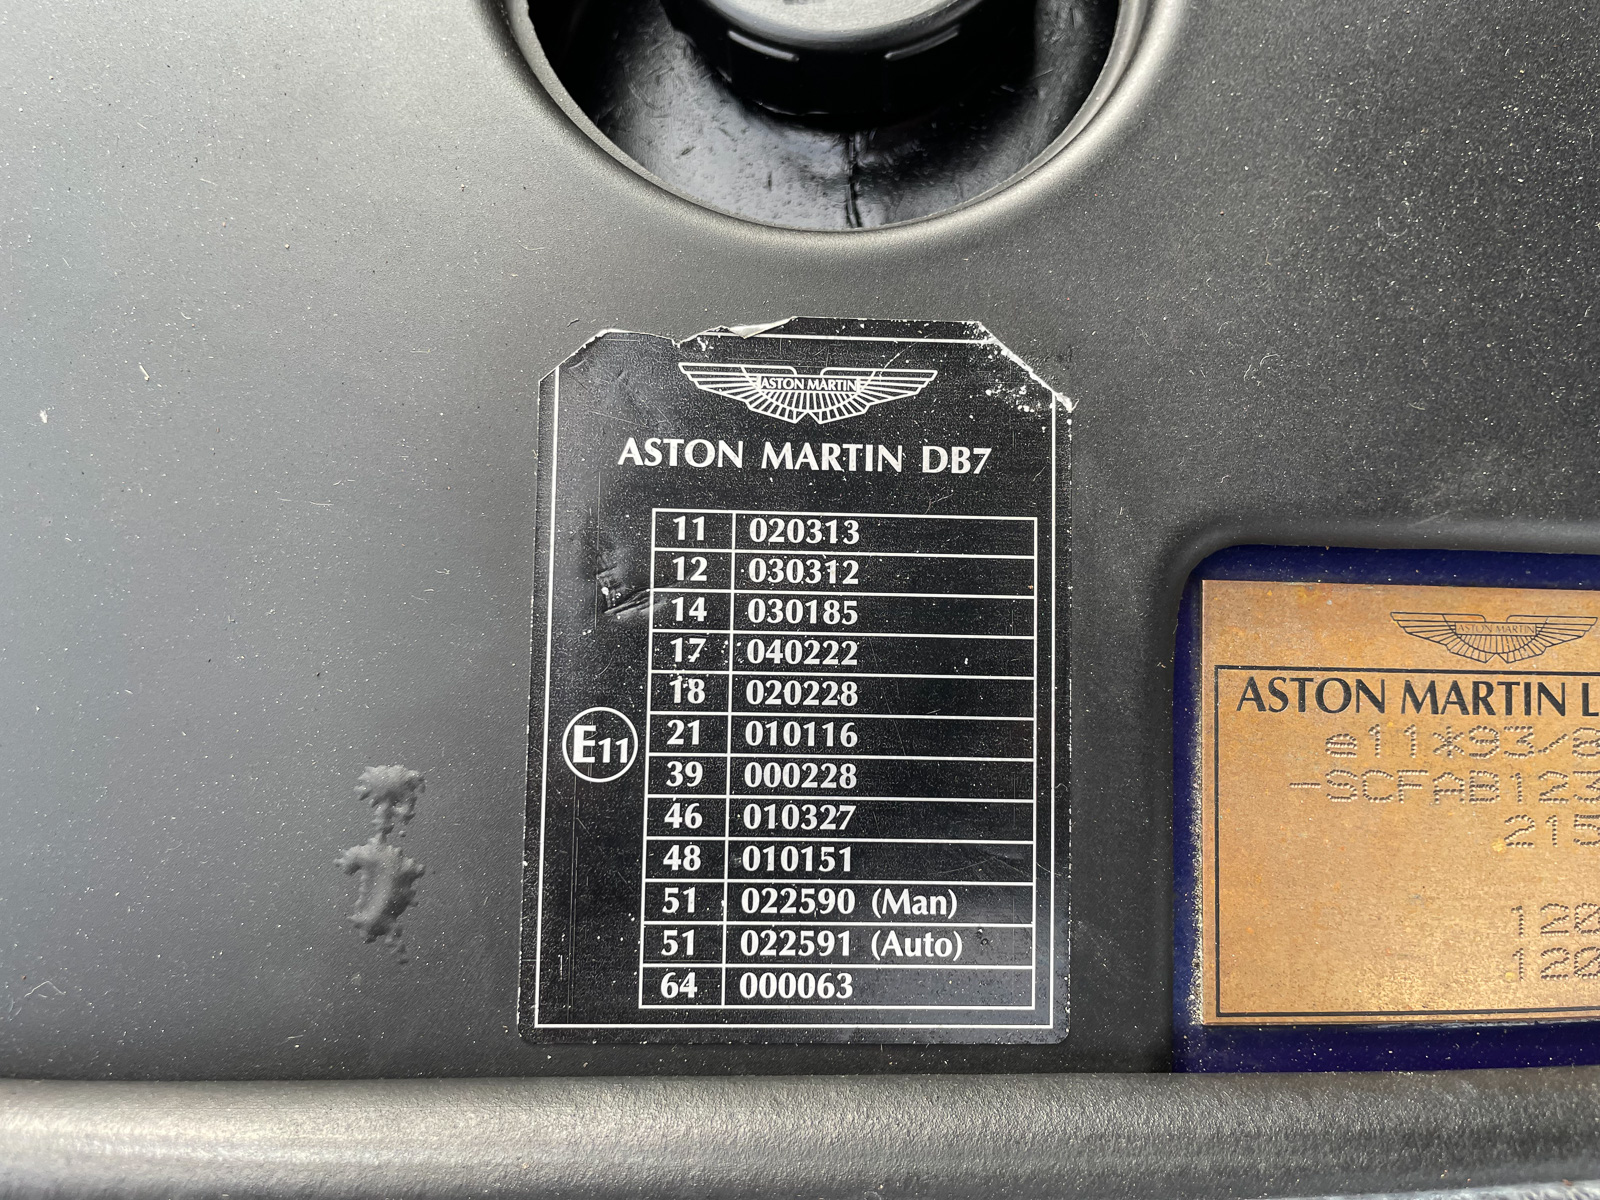 ASTON MARTIN
ASTON MARTIN DB7
11 020313
12 030312
14 030185
17 040222
18 020228
21 010116
39 000228
46 010327
48 010151
51 022590 (Man)
51 022591 (Auto)
64 000063
E11
ASTON MARTIN
ASTON MARTIN L
e11*93/8
-SCFAB123
215
120
120